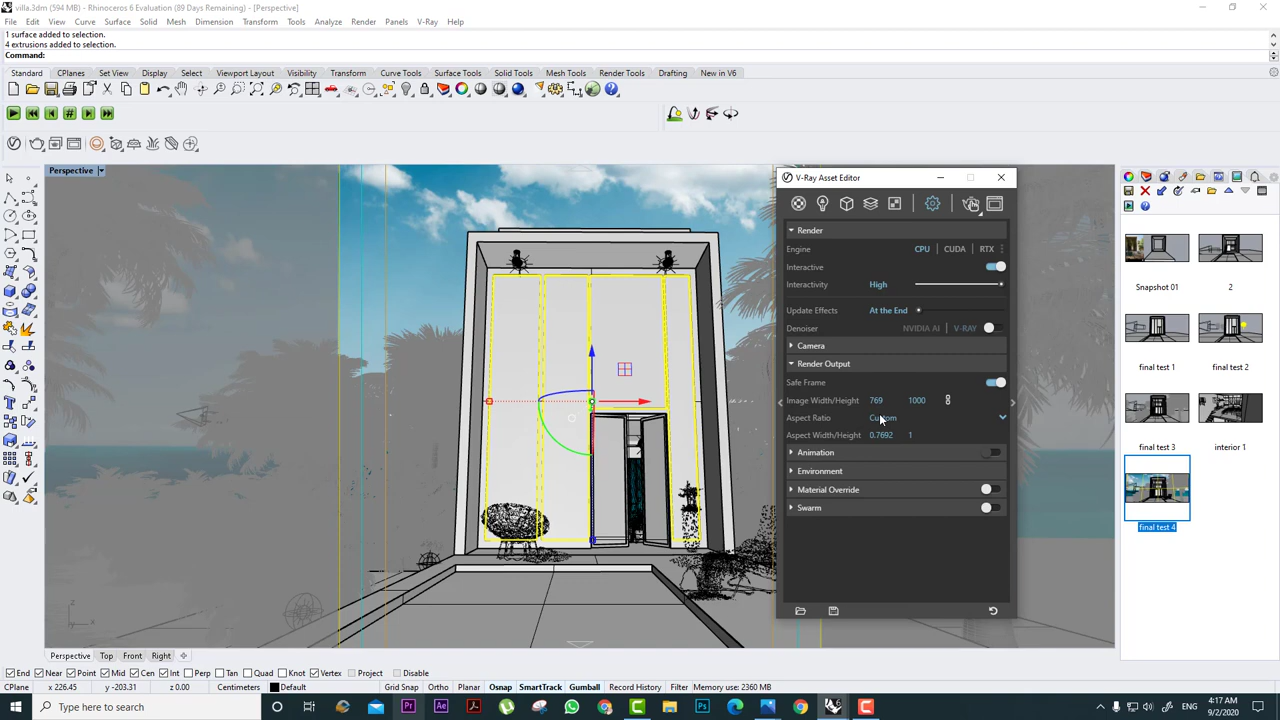 villa.3dm (594 MB) - Rhinoceros 6 Evaluation (89 Days Remaining) - [Perspective]
File Edit View Curve Surface Solid Mesh Dimension Transform Tools Analyze Render Panels V-Ray Help
1 surface added to selection.
4 extrusions added to selection.
Command:
Standard CPlanes Set View Display Select Viewport Layout Visibility Transform Curve Tools Surface Tools Solid Tools Mesh Tools Render Tools Drafting New in V6
Perspective
V-Ray Asset Editor
Render
Engine CPU CUDA RTX
Interactive
Interactivity High
Update Effects At the End
Denoiser NVIDIA AI V-RAY
Camera
Render Output
Safe Frame
Image Width/Height 769 1000
Aspect Ratio Custom
Aspect Width/Height 0.7692 1
Animation
Environment
Material Override
Swarm
Snapshot 01 2
final test 1 final test 2
final test 3 interior 1
final test 4
z
x
Perspective Top Front Right
End Near Point Mid Cen Int Perp Tan Quad Knot Vertex Project Disable
CPlane x 226.45 y -203.31 z 0.00 Centimeters Default Grid Snap Ortho Planar Osnap SmartTrack Gumball Record History Filter Memory use: 2360 MB
Type here to search
Pr Ae Ps
4:17 AM
9/2/2020